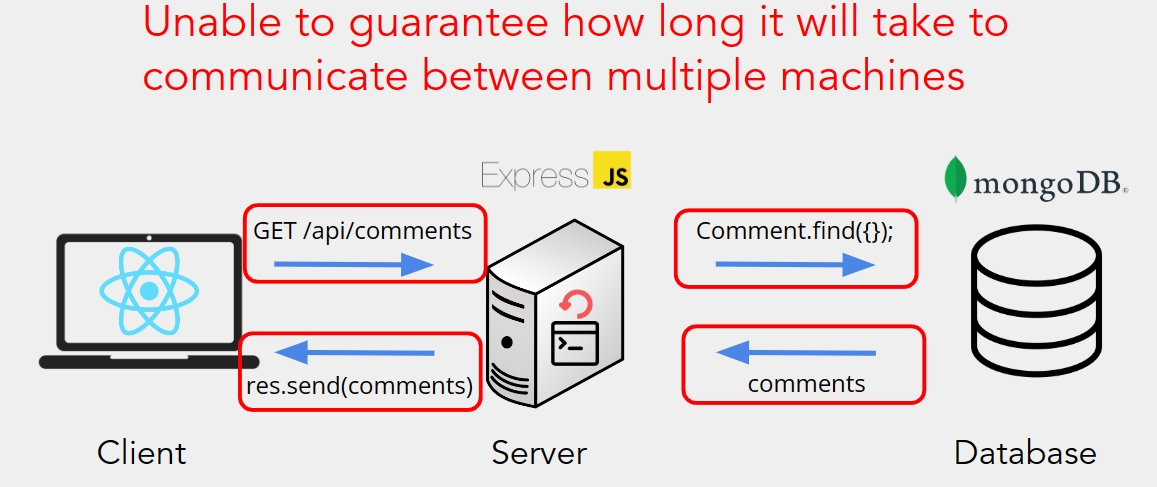 Unable to guarantee how long it will take to
communicate between multiple machines
Express JS
mongoDB®
GET /api/comments
Comment.find({});
>_
res.send(comments)
comments
Client
Server
Database